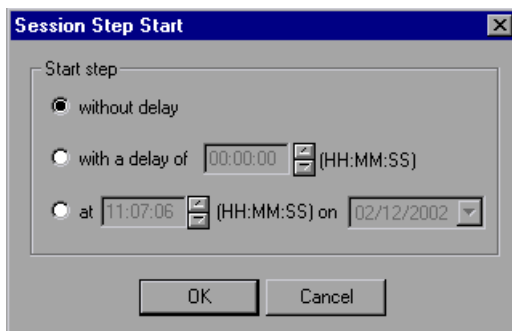 Session Step Start
Start step
without delay
with a delay of 00:00:00 (HH:MM:SS)
at 11:07:06 (HH:MM:SS) on 02/12/2002
OK Cancel